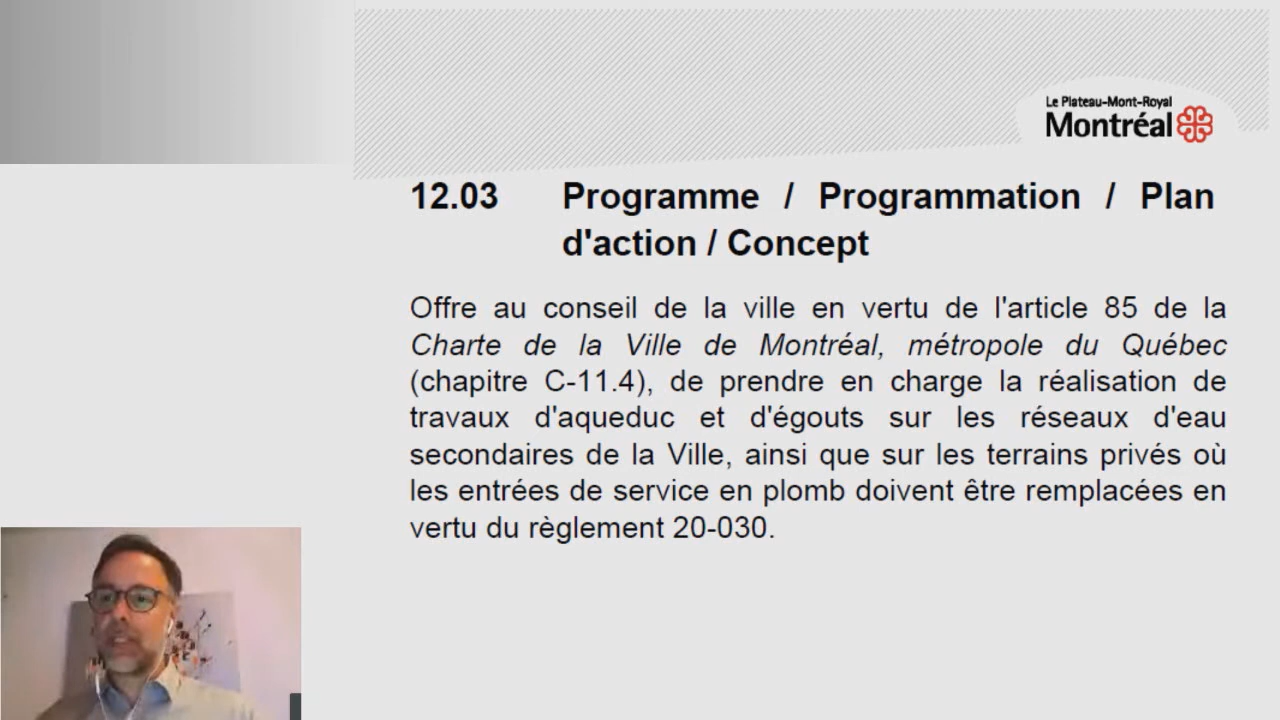 Le Plateau-Mont-Royal
Montréal
12.03 Programme / Programmation / Plan
d'action / Concept
Offre au conseil de la ville en vertu de l'article 85 de la
Charte de la Ville de Montréal, métropole du Québec
(chapitre C-11.4), de prendre en charge la réalisation de
travaux d'aqueduc et d'égouts sur les réseaux d'eau
secondaires de la Ville, ainsi que sur les terrains privés où
les entrées de service en plomb doivent être remplacées en
vertu du règlement 20-030.